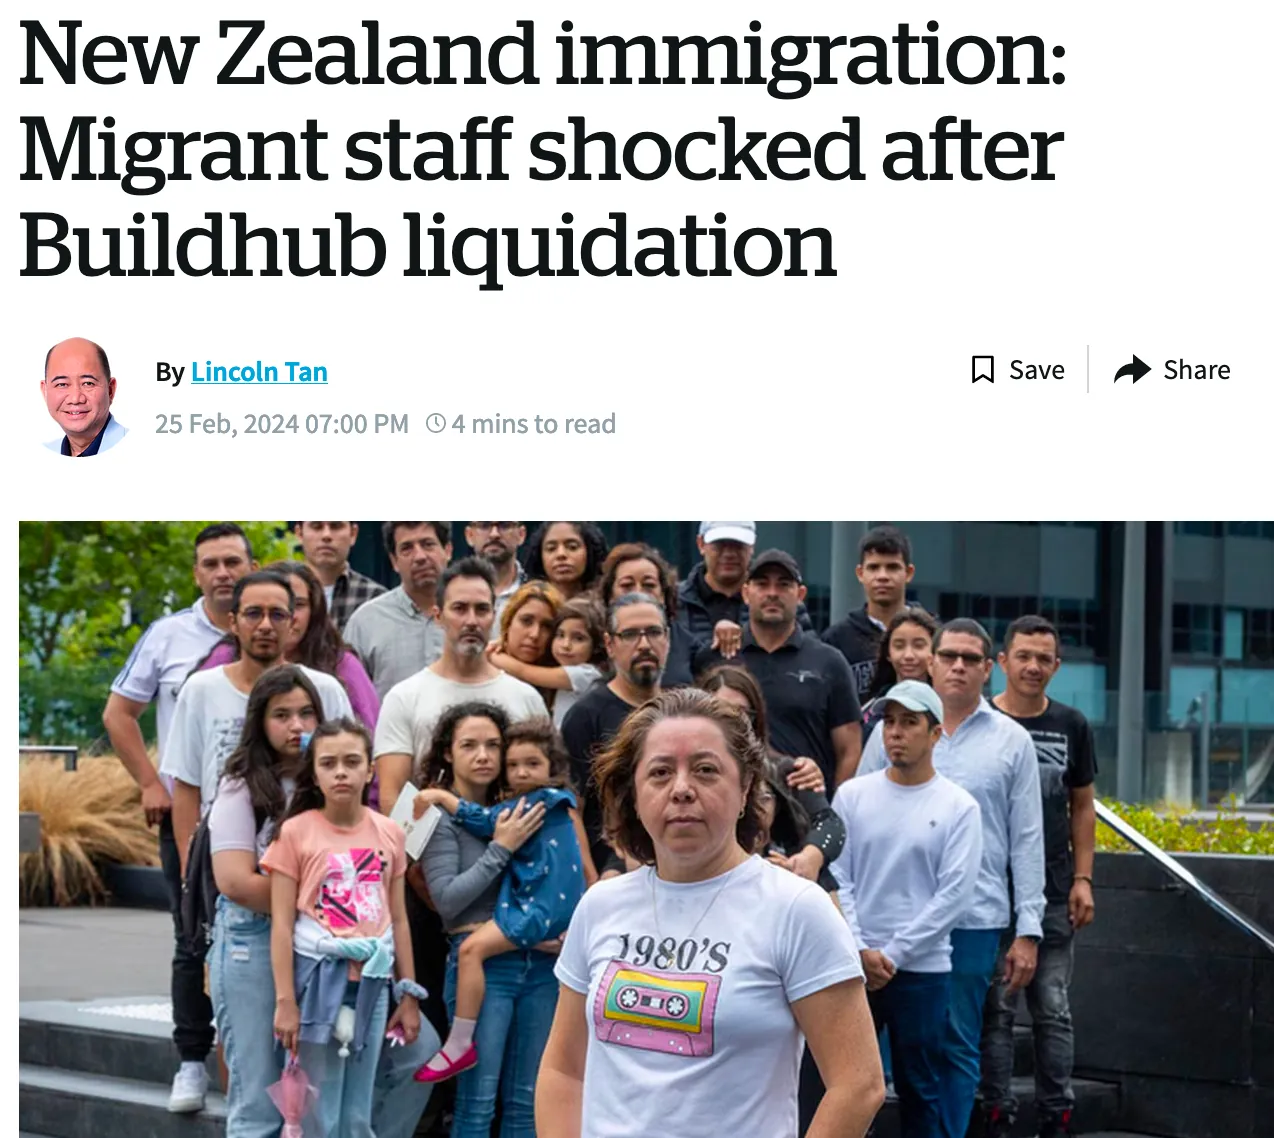 New Zealand immigration:
Migrant staff shocked after
Buildhub liquidation
By Lincoln Tan
Save
Share
25 Feb, 2024 07:00 PM
4 mins to read
1980'S